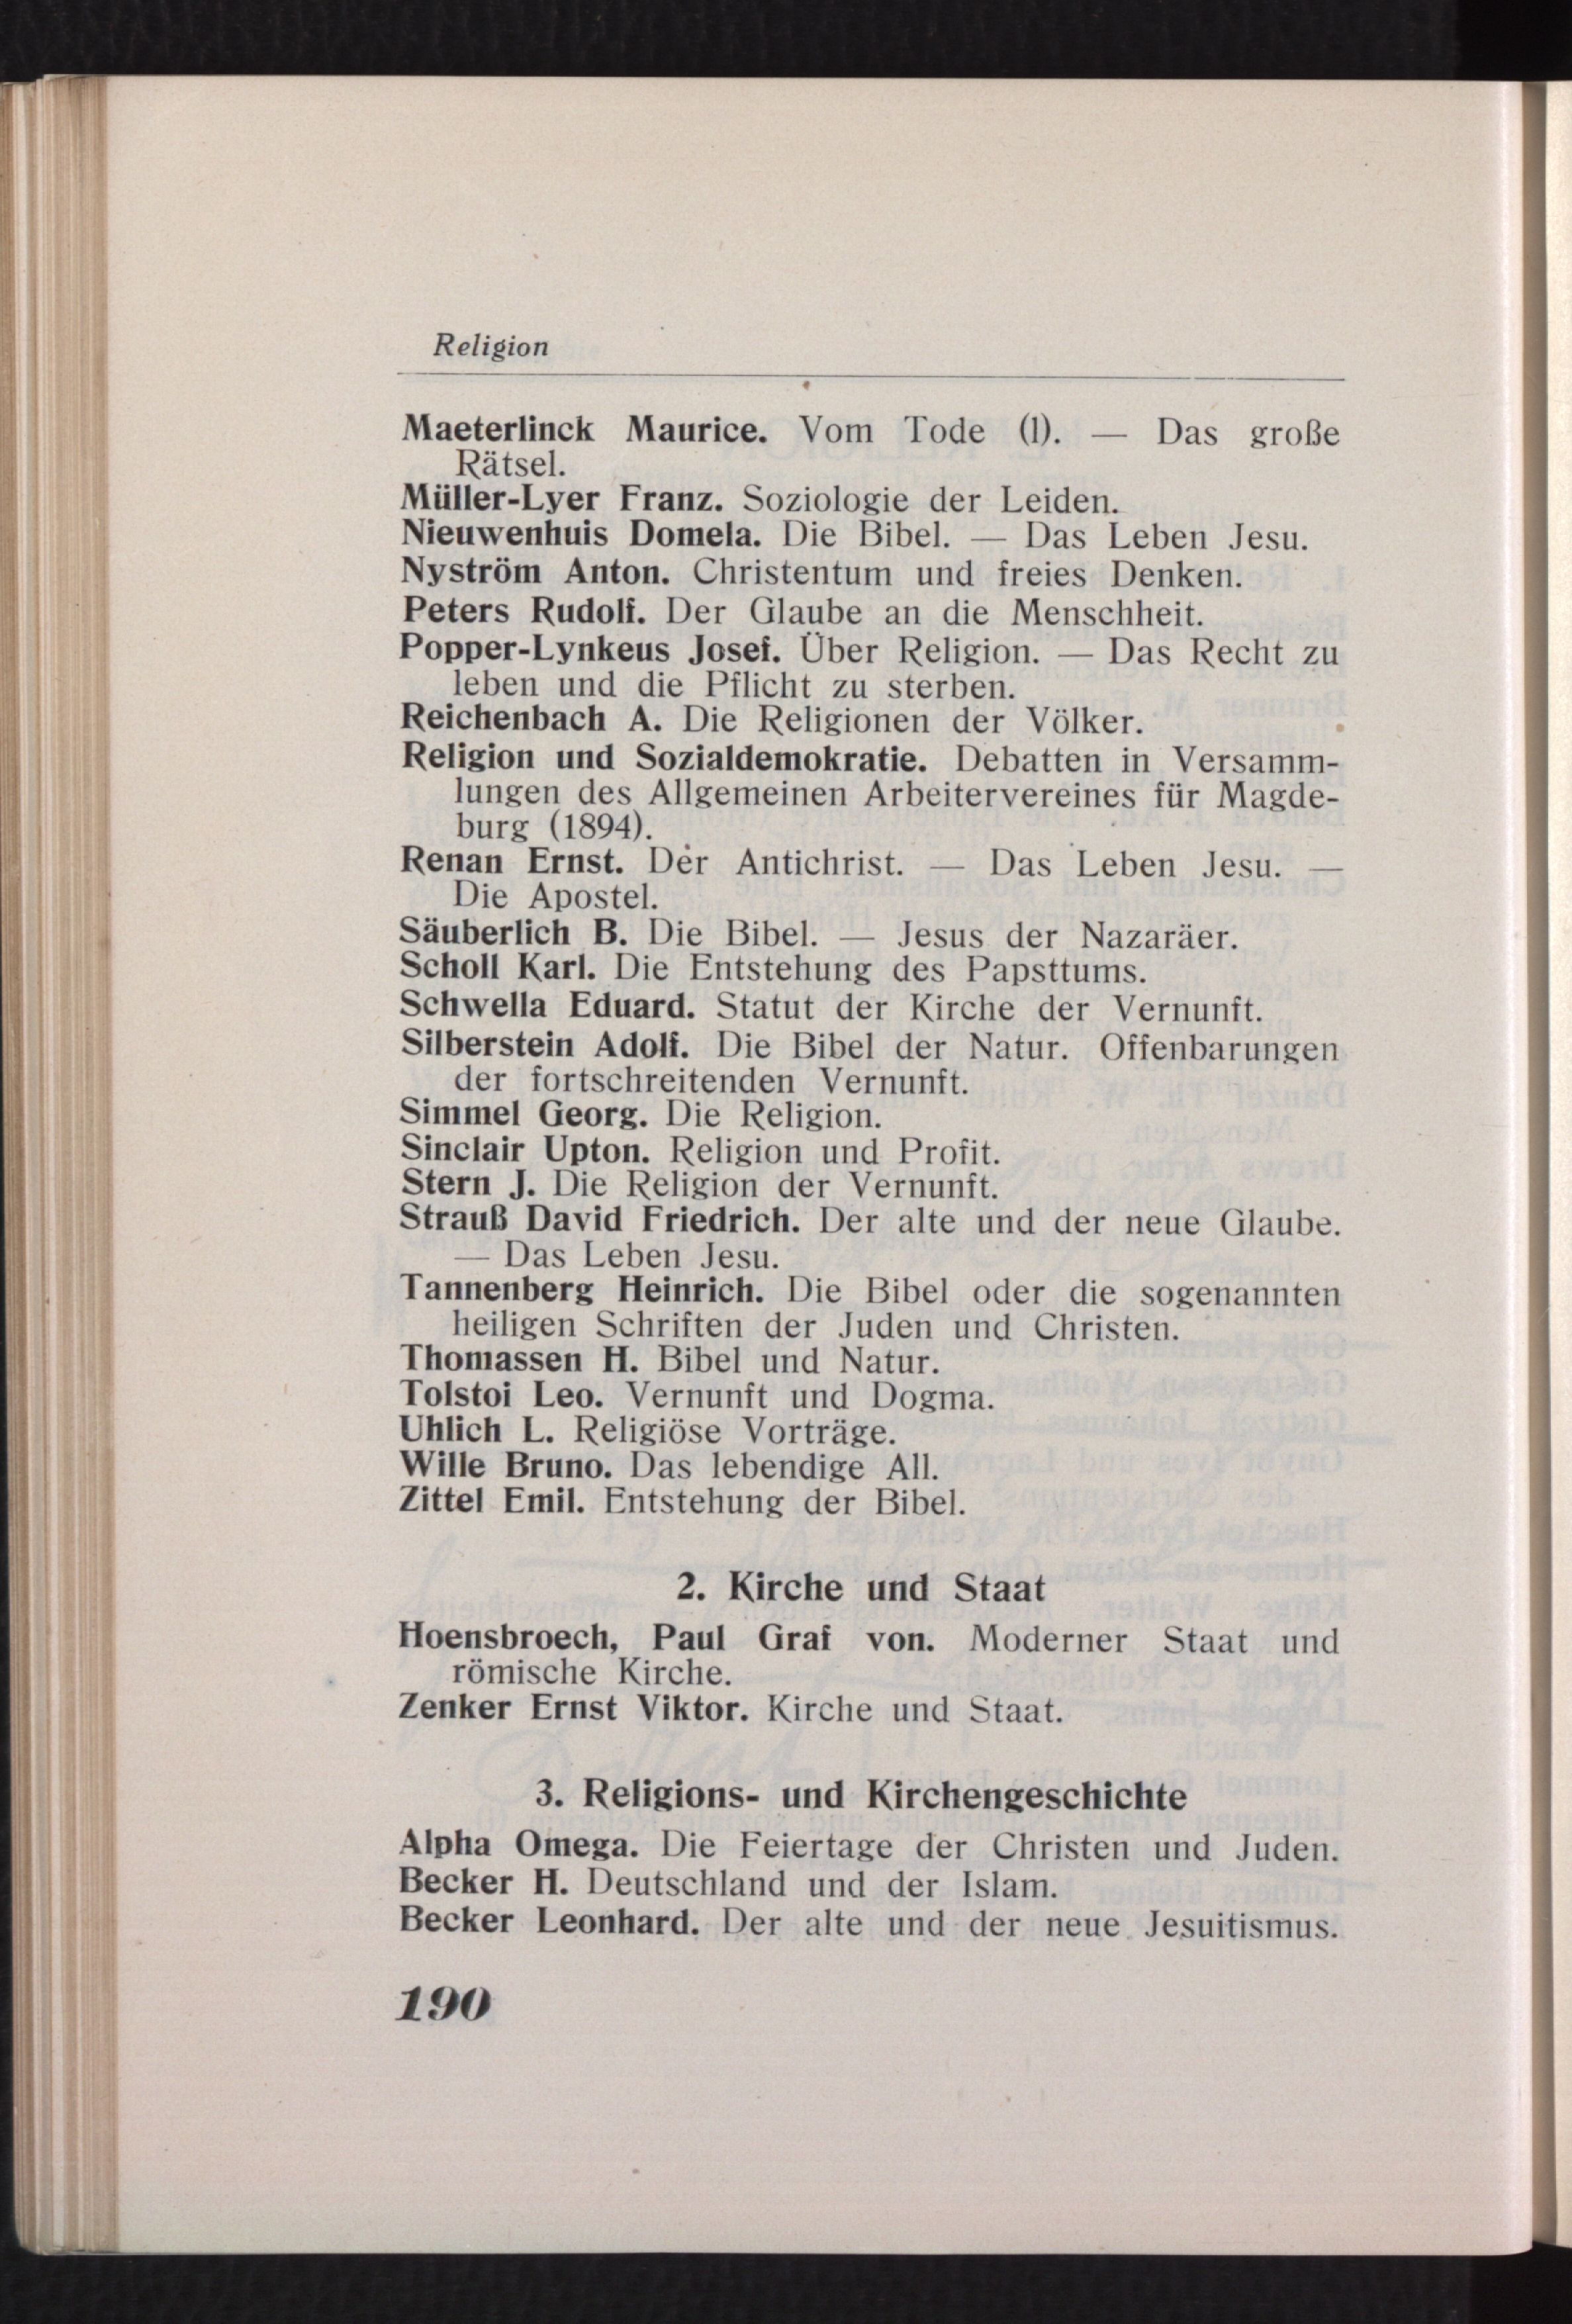 Religion
Maeterlinck Maurice. Vom Tode (1). — Das große
Rätsel.
Müller-Lyer Franz. Soziologie der Leiden.
Nieuwenhuis Domela. Die Bibel. — Das Leben Jesu.
Nyström Anton. Christentum und freies Denken.
Peters Rudolf. Der Glaube an die Menschheit.
Popper-Lynkeus Josef. Über Religion. — Das Recht zu
leben und die Pflicht zu sterben.
Reichenbach A. Die Religionen der Völker.
Religion und Sozialdemokratie. Debatten in Versamm-
lungen des Allgemeinen Arbeitervereines für Magde-
burg (1894).
Renan Ernst. Der Antichrist. — Das Leben Jesu. —
Die Apostel.
Säuberlich B. Die Bibel. — Jesus der Nazaräer.
Scholl Karl. Die Entstehung des Papsttums.
Schwella Eduard. Statut der Kirche der Vernunft.
Silberstein Adolf. Die Bibel der Natur. Offenbarungen
der fortschreitenden Vernunft.
Simmel Georg. Die Religion.
Sinclair Upton. Religion und Profit.
Stern J. Die Religion der Vernunft.
Strauß David Friedrich. Der alte und der neue Glaube.
— Das Leben Jesu.
Tannenberg Heinrich. Die Bibel oder die sogenannten
heiligen Schriften der Juden und Christen.
Thomassen H. Bibel und Natur.
Tolstoi Leo. Vernunft und Dogma.
Uhlich L. Religiöse Vorträge.
Wille Bruno. Das lebendige All.
Zittel Emil. Entstehung der Bibel.
2. Kirche und Staat
Hoensbroech, Paul Graf von. Moderner Staat und
römische Kirche.
Zenker Ernst Viktor. Kirche und Staat.
3. Religions- und Kirchengeschichte
Alpha Omega. Die Feiertage der Christen und Juden.
Becker H. Deutschland und der Islam.
Becker Leonhard. Der alte und der neue Jesuitismus.
190